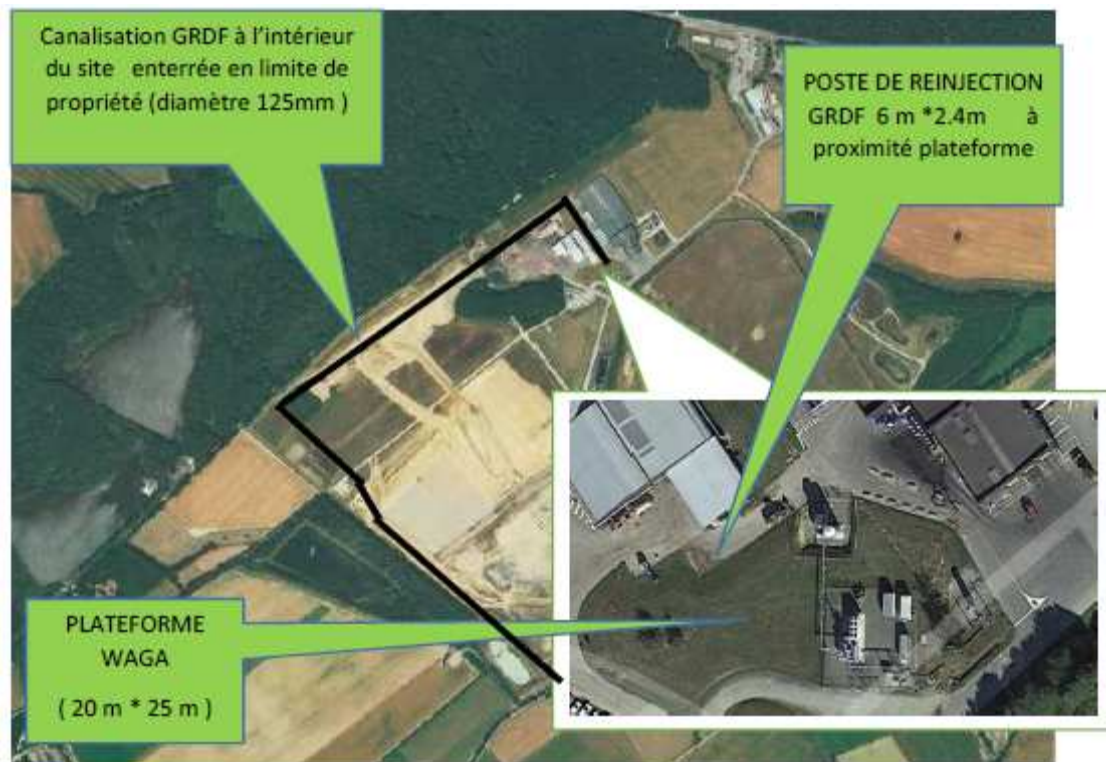 Canalisation GRDF à l'intérieur
du site enterrée en limite de
propriété (diamètre 125mm )
POSTE DE REINJECTION
GRDF 6 m *2.4m à
proximité plateforme
PLATEFORME
WAGA
( 20 m * 25 m )